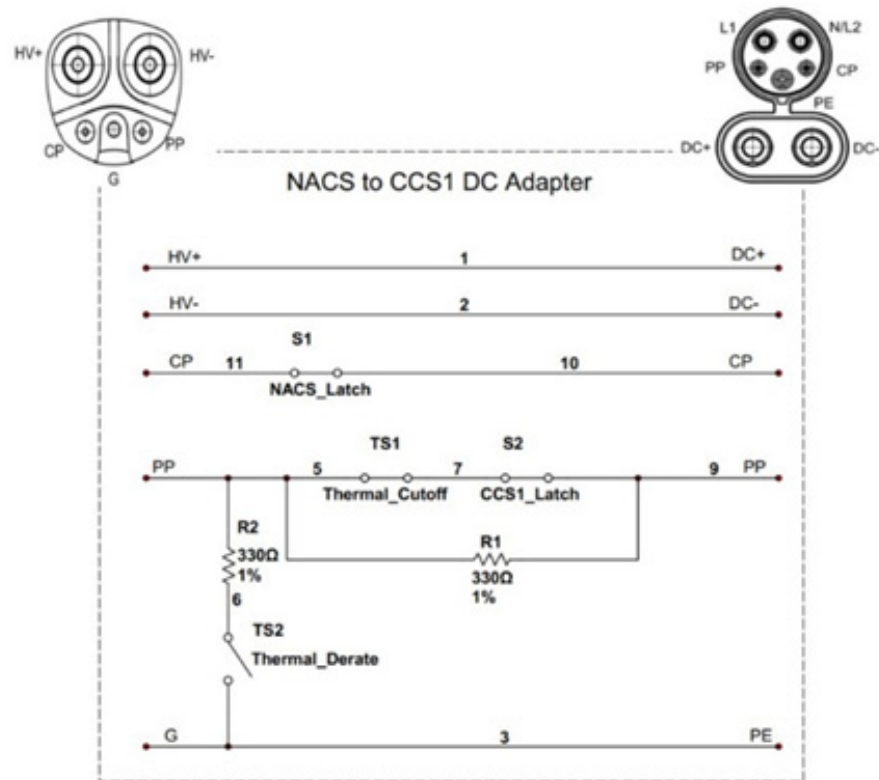 L1 N/L2
HV+ HV-
PP CP
PE
CP PP
G
DC+ DC-
NACS to CCS1 DC Adapter
HV+ 1 DC+
HV- 2 DC-
S1
CP 11 10 CP
NACS_Latch
TS1 S2
PP 5 7 9 PP
Thermal_Cutoff CCS1_Latch
R2 R1
330Ω 330Ω
1% 1%
6
TS2
Thermal_Derate
G 3 PE